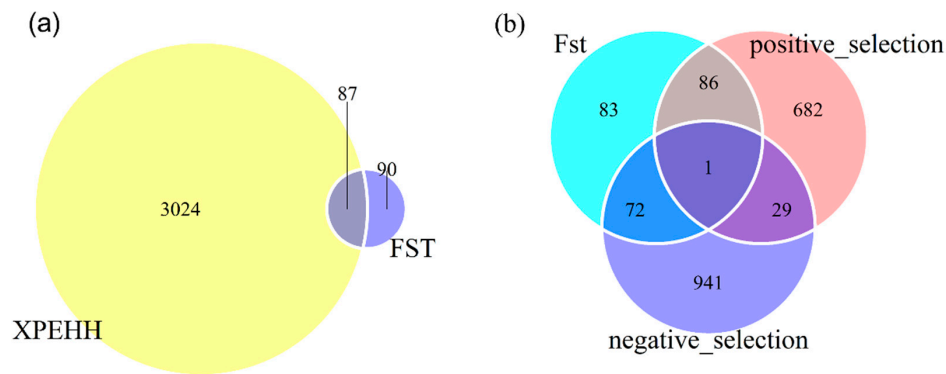 (a)
87
90
3024
FST
XPEHH
(b)
Fst
positive_selection
86
83
682
1
72
29
941
negative_selection